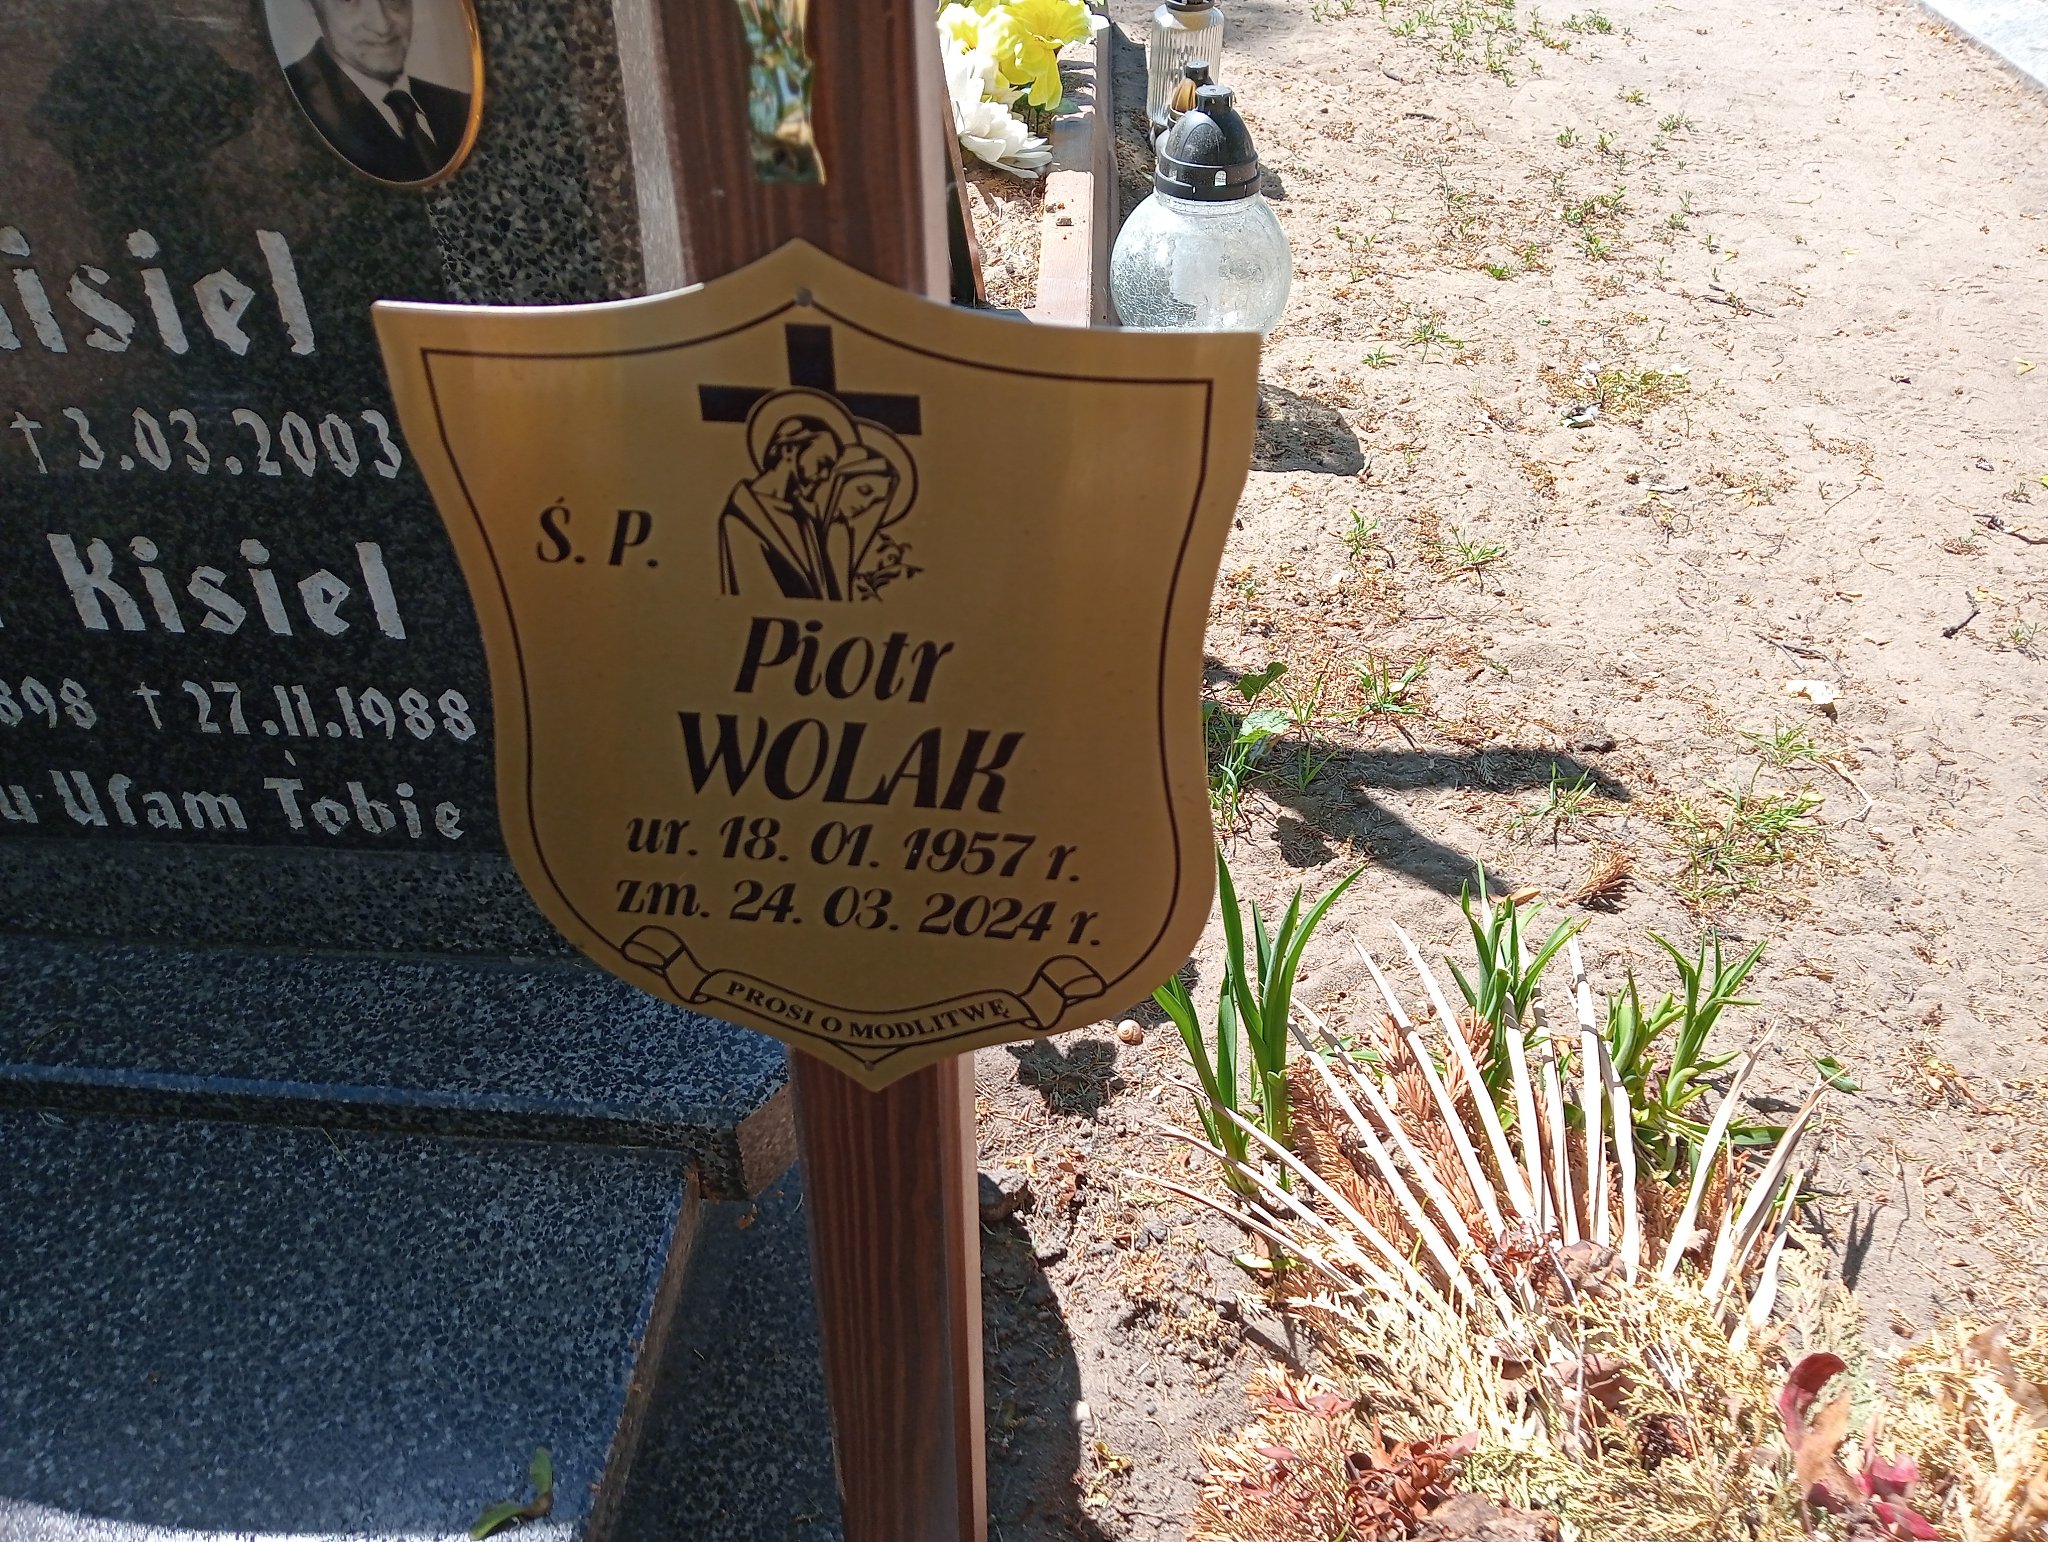 Kisiel
† 3.03.2003
Kisiel
898 † 27.11.1988
Ufam Tobie
Ś. P.
Piotr
WOLAK
ur. 18. 01. 1957 r.
zm. 24. 03. 2024 r.
PROSI O MODLITWĘ